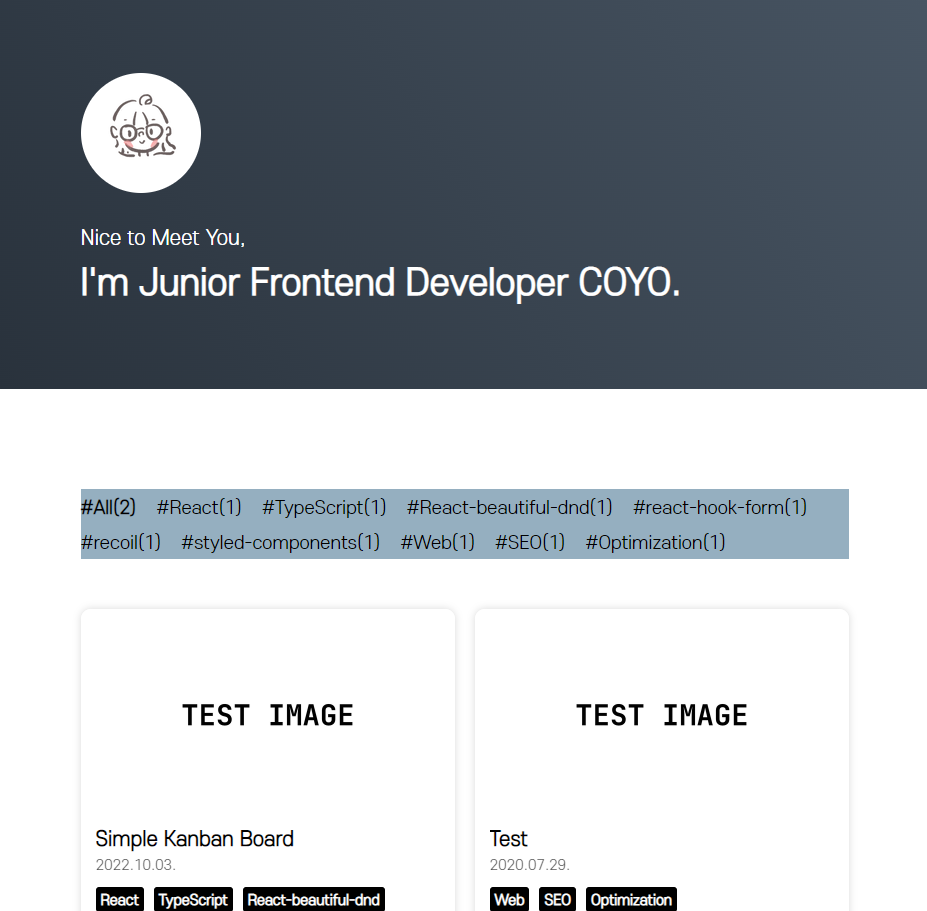 Nice to Meet You,
I'm Junior Frontend Developer COYO.
#All(2) #React(1) #TypeScript(1) #React-beautiful-dnd(1) #react-hook-form(1)
#recoil(1) #styled-components(1) #Web(1) #SEO(1) #Optimization(1)
TEST IMAGE
Simple Kanban Board
2022.10.03.
React TypeScript React-beautiful-dnd
TEST IMAGE
Test
2020.07.29.
Web SEO Optimization